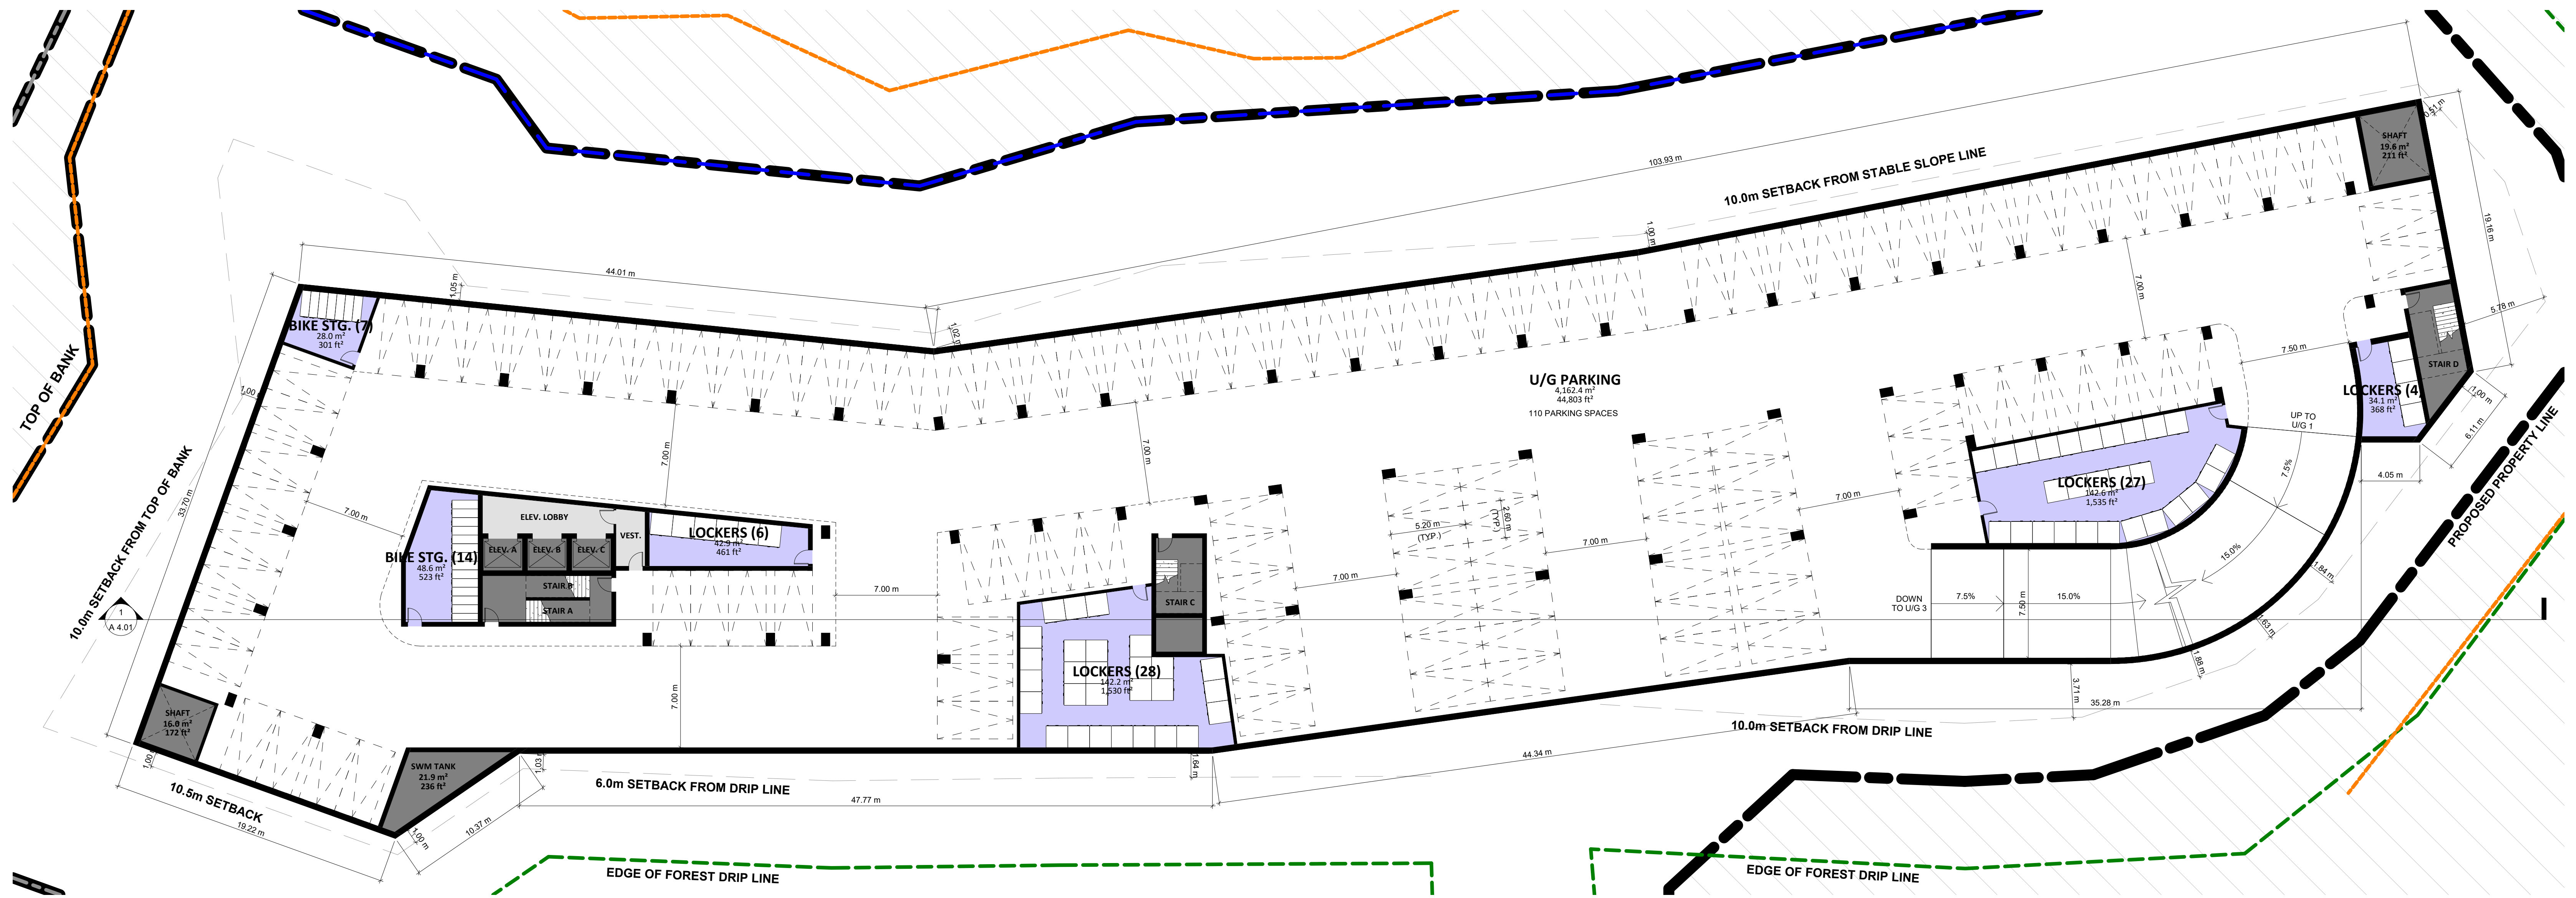 SHAFT
19.6 m²
211 ft²
0.51 m
103.93 m
10.0m SETBACK FROM STABLE SLOPE LINE
1.00 m
19.16 m
44.01 m
1.05 m
7.00 m
5.78 m
BIKE STG. (7)
28.0 m²
301 ft²
7.50 m
STAIR D
LOCKERS (4)
34.1 m²
368 ft²
1.00 m
TOP OF BANK
U/G PARKING
4,162.4 m²
44,803 ft²
110 PARKING SPACES
UP TO
U/G 1
6.11 m
7.5%
4.05 m
7.00 m
7.00 m
10.0m SETBACK FROM TOP OF BANK
33.70 m
7.00 m
ELEV. LOBBY
VEST.
LOCKERS (6)
42.9 m²
461 ft²
BIKE STG. (14)
48.6 m²
523 ft²
ELEV. A
ELEV. B
ELEV. C
STAIR B
STAIR A
5.20 m
(TYP.)
2.60 m
(TYP.)
7.00 m
7.00 m
LOCKERS (27)
142.6 m²
1,535 ft²
15.0%
1.84 m
PROPOSED PROPERTY LINE
7.00 m
7.00 m
STAIR C
DOWN
TO U/G 3
7.5%
15.0%
7.50 m
1
A 4.01
1.63 m
1.88 m
LOCKERS (28)
142.2 m²
1,530 ft²
7.00 m
3.71 m
35.28 m
SHAFT
16.0 m²
172 ft²
SWM TANK
21.9 m²
236 ft²
1.64 m
10.0m SETBACK FROM DRIP LINE
44.34 m
6.0m SETBACK FROM DRIP LINE
47.77 m
10.5m SETBACK
19.22 m
1.00 m
10.37 m
EDGE OF FOREST DRIP LINE
EDGE OF FOREST DRIP LINE